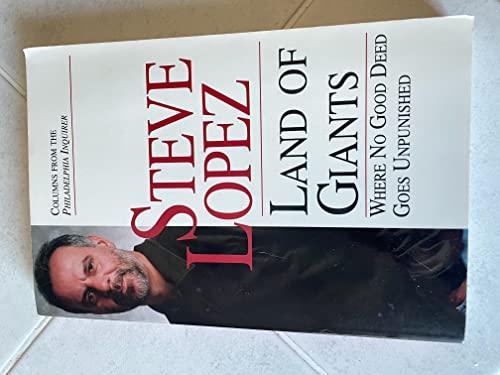 COLUMNS FROM THE
PHILADELPHIA INQUIRER
STEVE
LOPEZ
LAND OF
GIANTS
WHERE NO GOOD DEED
GOES UNPUNISHED